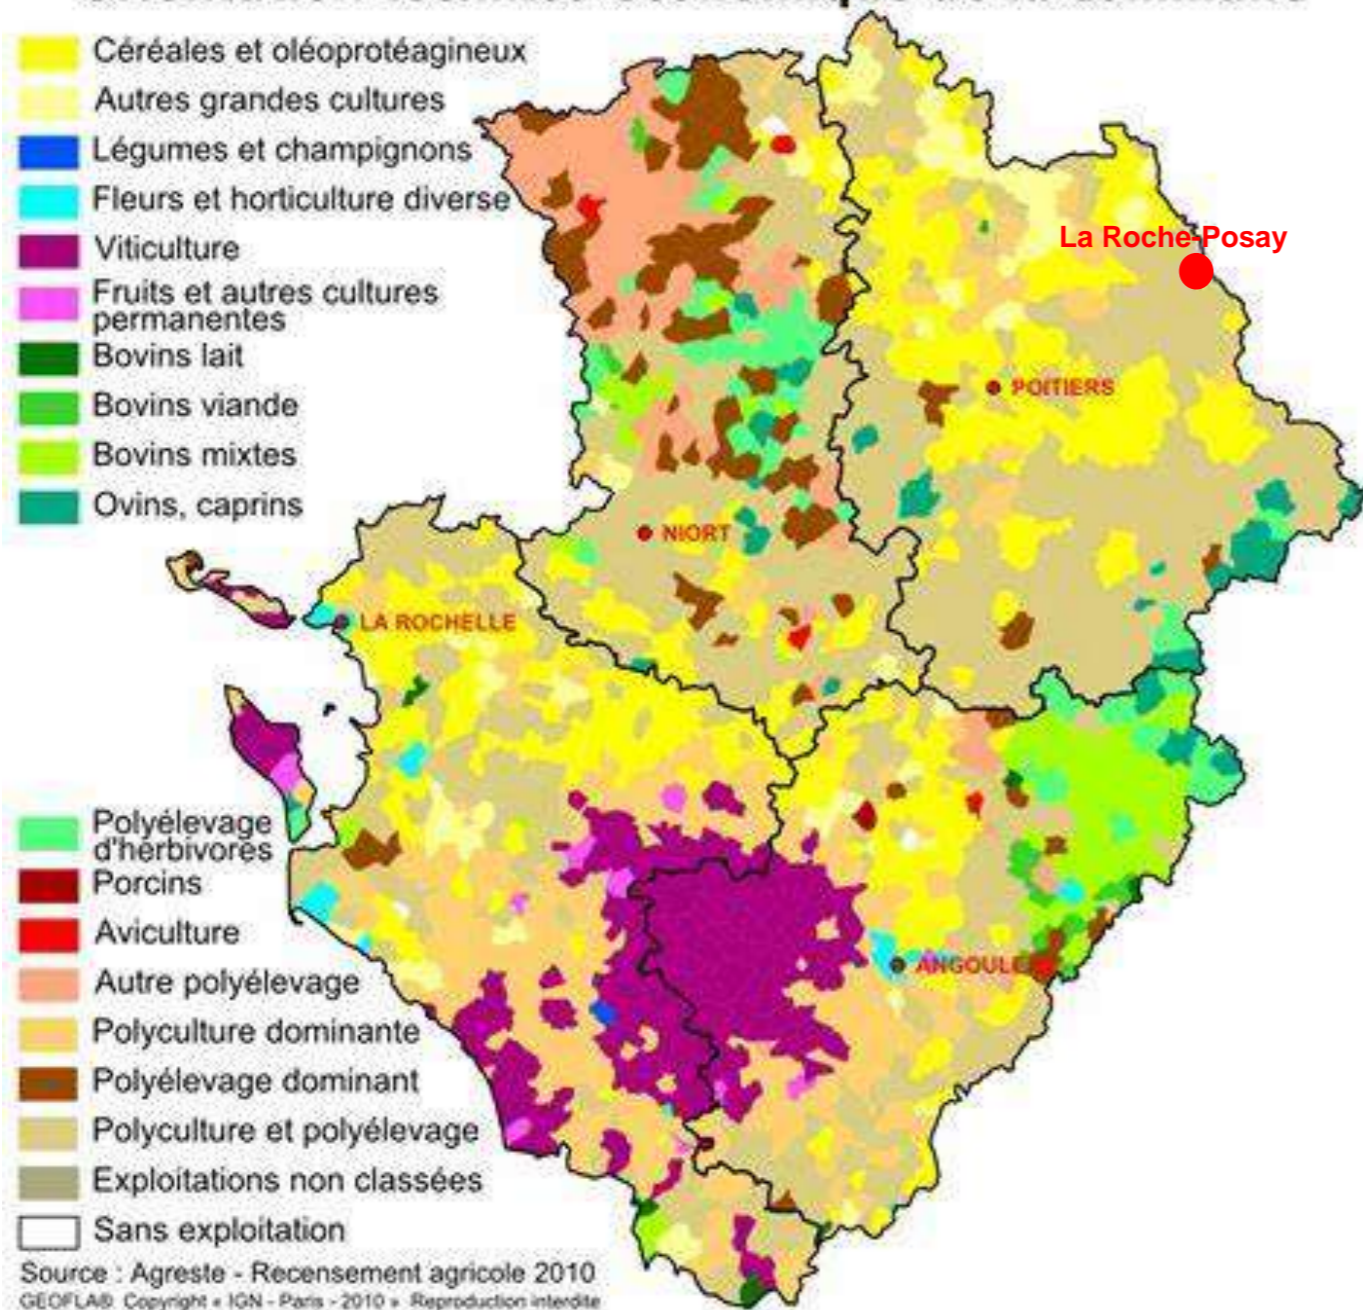 Céréales et oléoprotéagineux
Autres grandes cultures
Légumes et champignons
Fleurs et horticulture diverse
Viticulture
Fruits et autres cultures
permanentes
Bovins lait
Bovins viande
Bovins mixtes
Ovins, caprins
La Roche-Posay
POITIERS
NIORT
LA ROCHELLE
ANGOULE
Polyélevage
d'herbivores
Porcins
Aviculture
Autre polyélevage
Polyculture dominante
Polyélevage dominant
Polyculture et polyélevage
Exploitations non classées
Sans exploitation
Source : Agreste - Recensement agricole 2010
GEOFLA® Copyright « IGN - Paris - 2010 » Reproduction interdite